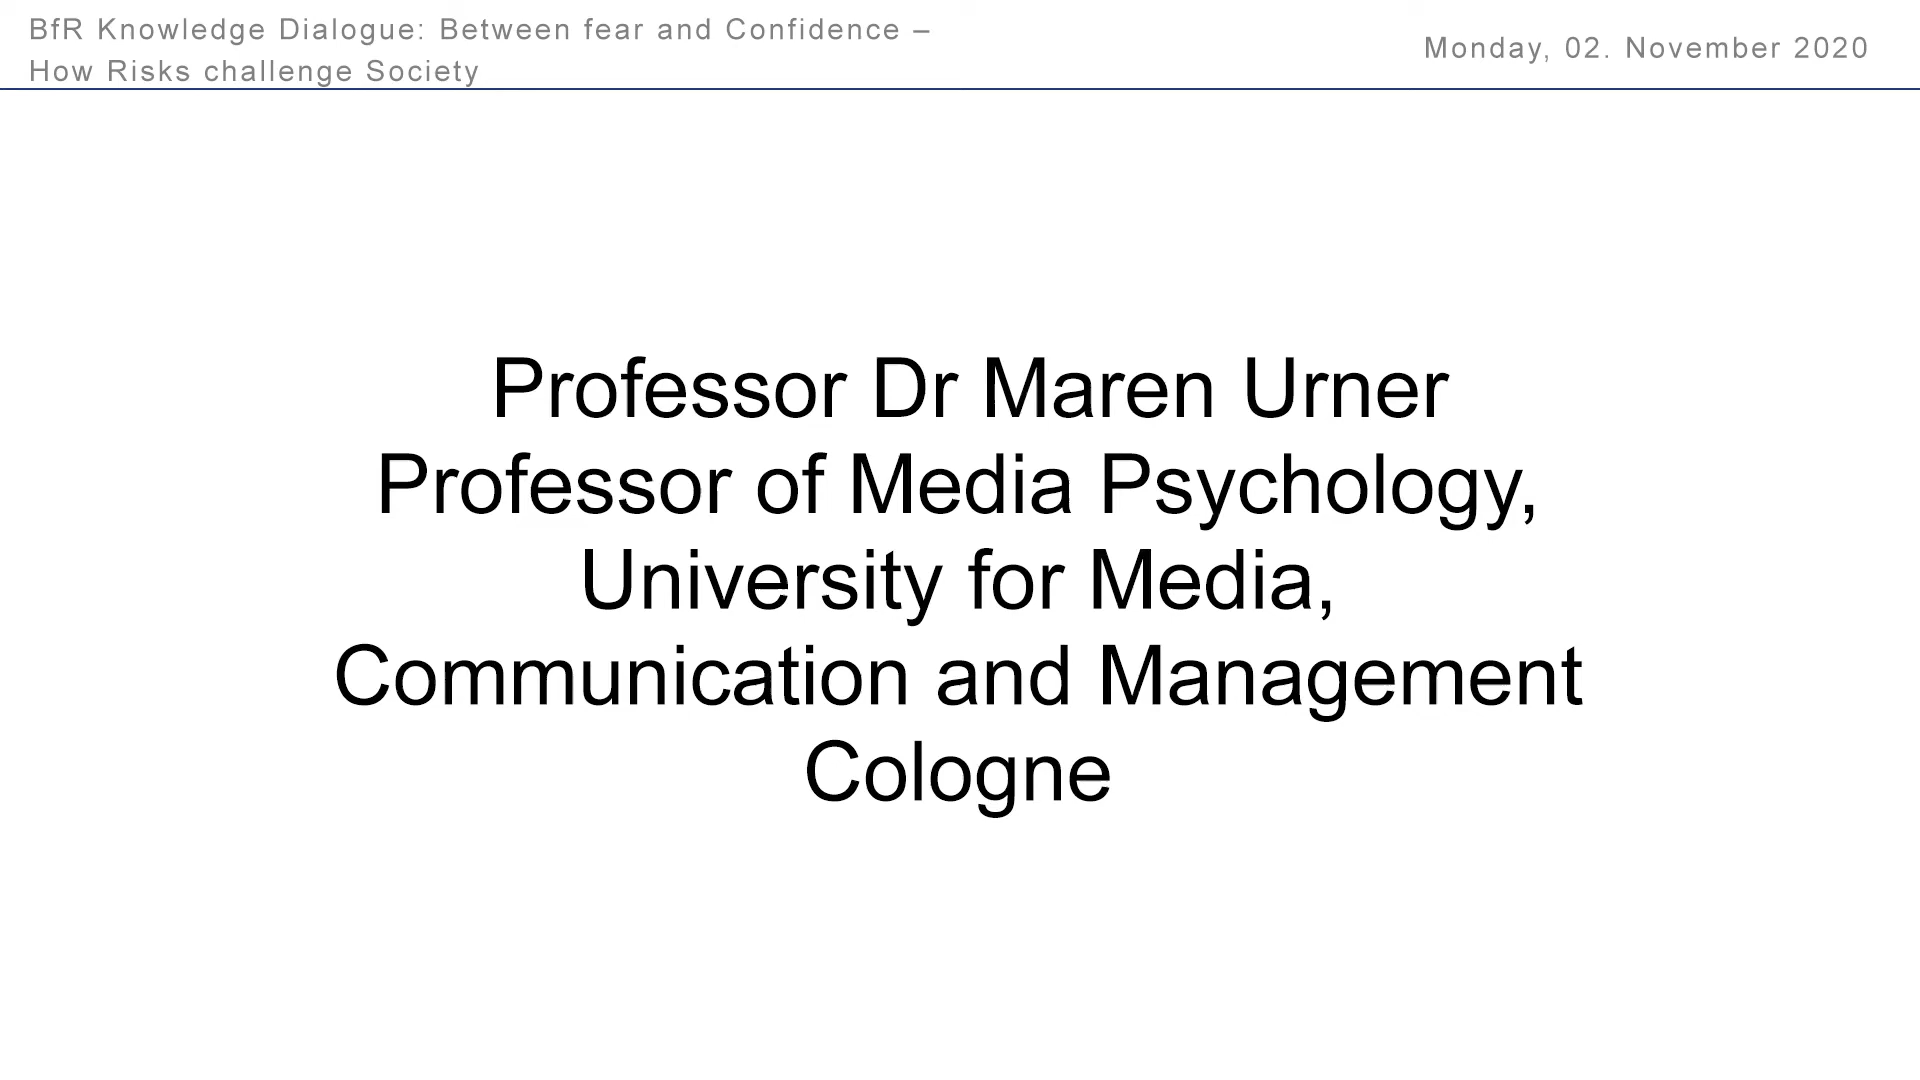 BfR Knowledge Dialogue: Between fear and Confidence –
How Risks challenge Society
Monday, 02. November 2020
Professor Dr Maren Urner
Professor of Media Psychology,
University for Media,
Communication and Management
Cologne